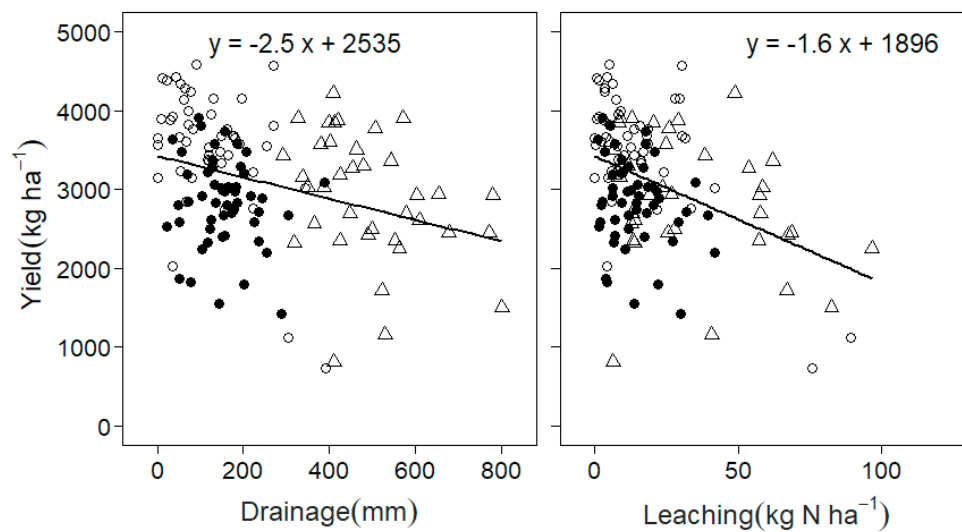 y = -2.5 x + 2535
y = -1.6 x + 1896
Yield(kg ha⁻¹)
5000
4000
3000
2000
1000
0
0 200 400 600 800
0 50 100
Drainage(mm)
Leaching(kg N ha⁻¹)